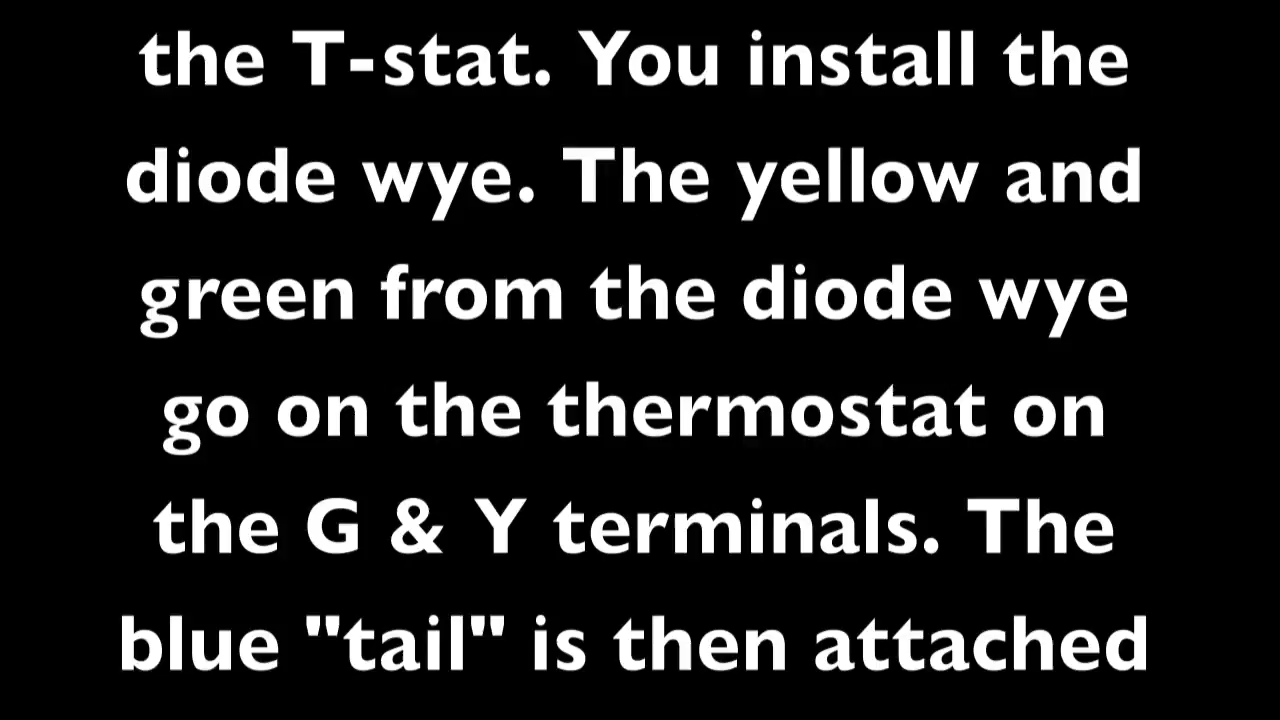 the T-stat. You install the
diode wye. The yellow and
green from the diode wye
go on the thermostat on
the G & Y terminals. The
blue "tail" is then attached